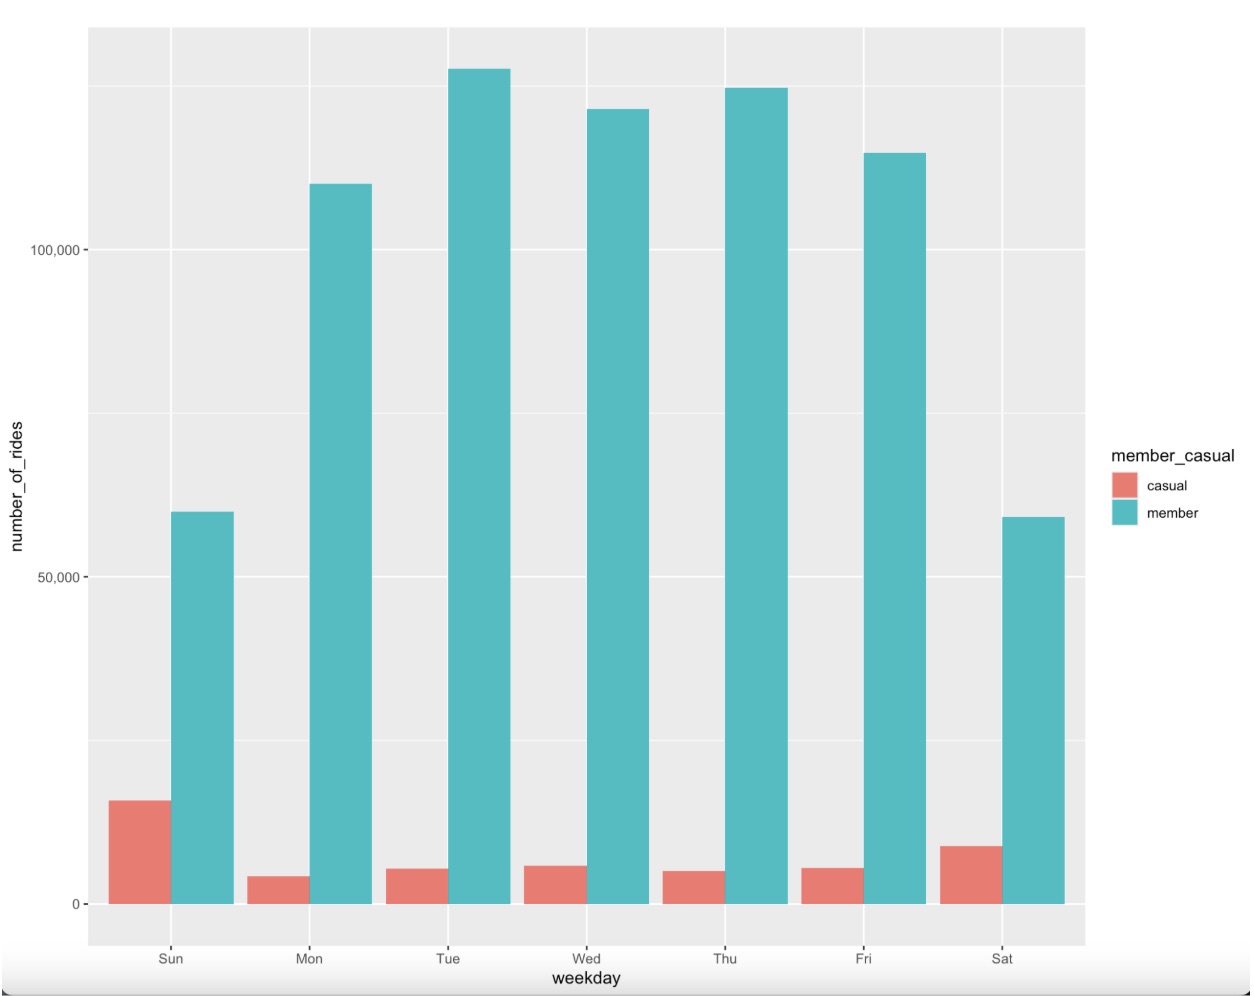 number_of_rides
100,000
50,000
0
Sun Mon Tue Wed Thu Fri Sat
weekday
member_casual
casual
member